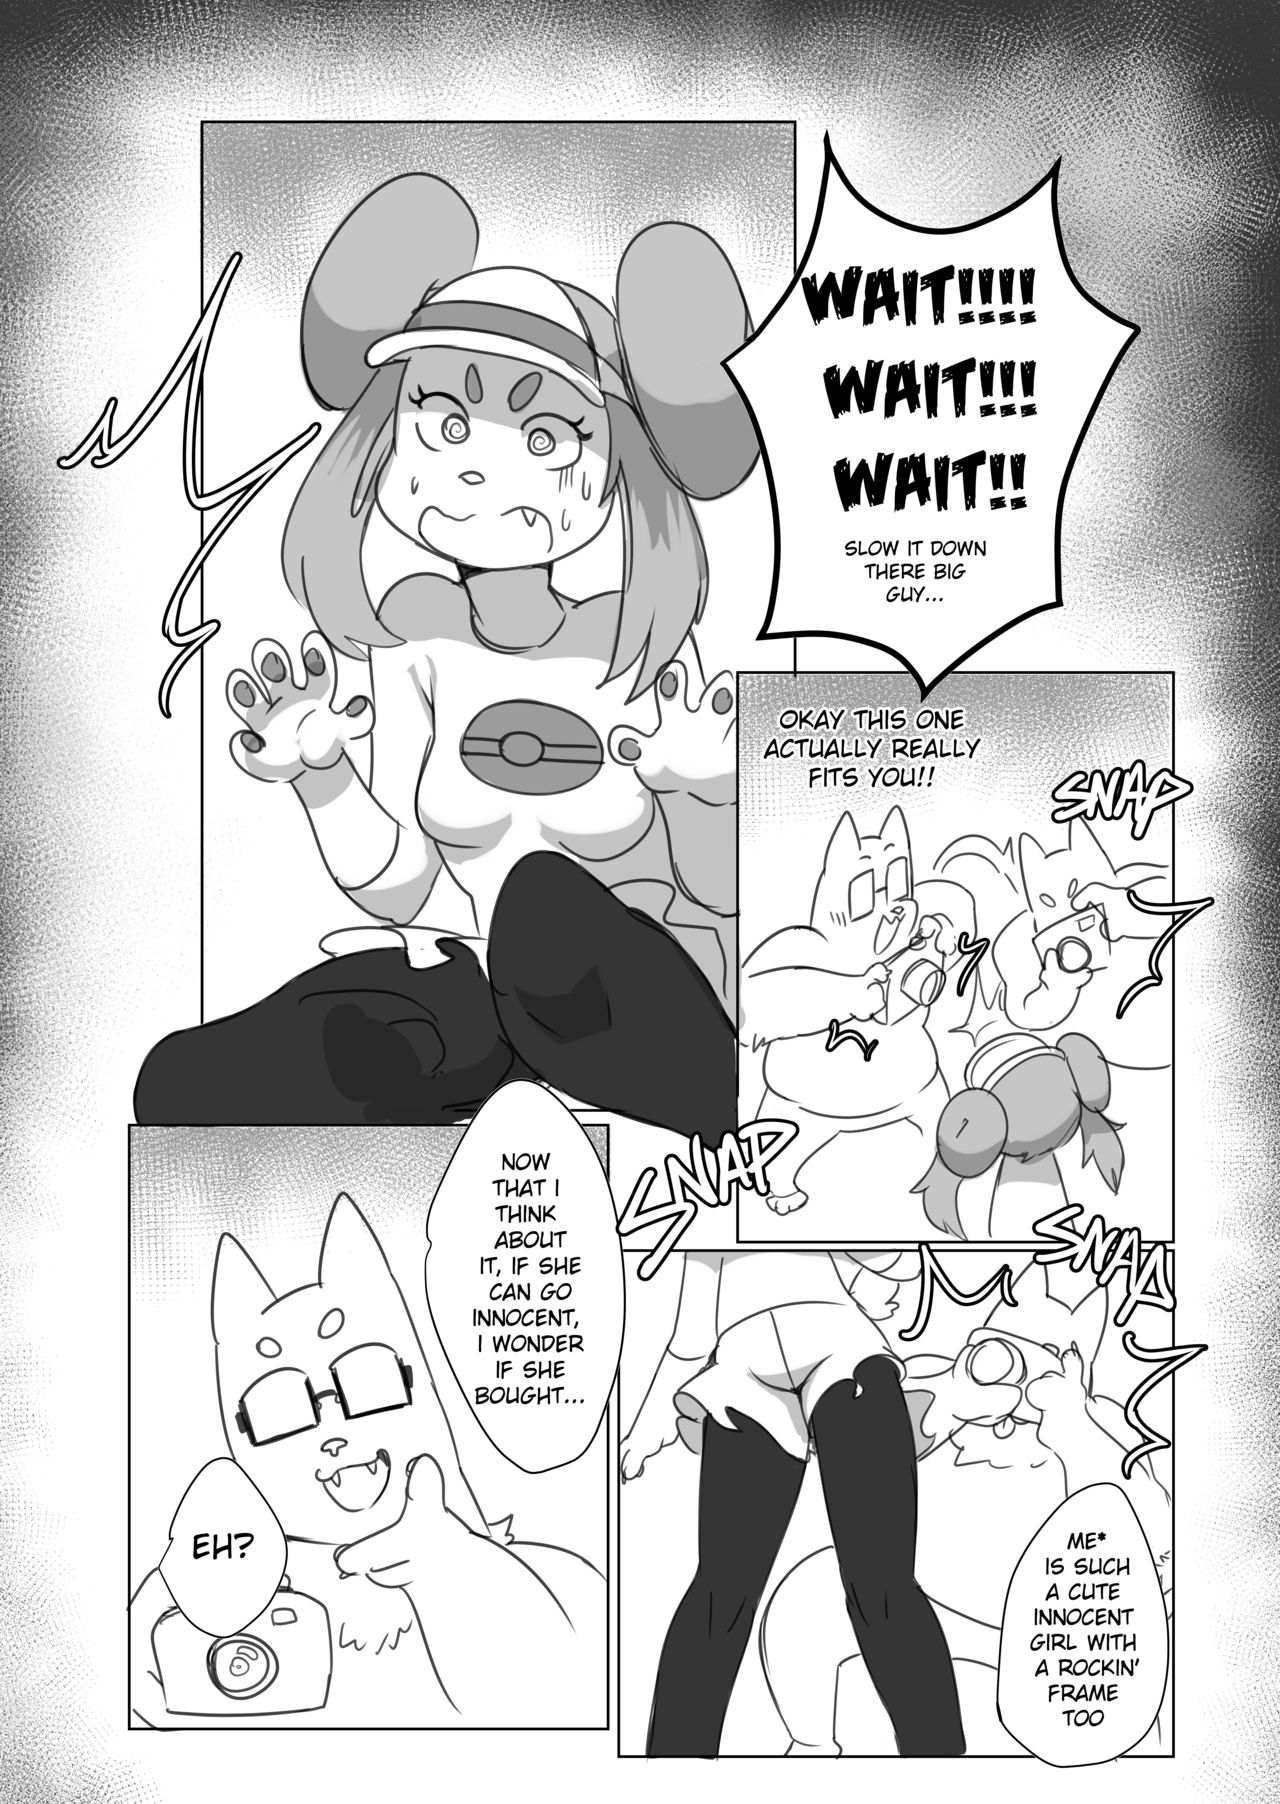 WAIT!!!!
WAIT!!!
WAIT!!
SLOW IT DOWN
THERE BIG
GUY...
OKAY THIS ONE
ACTUALLY REALLY
FITS YOU!!
SNAP
SNAP
SNAP
ME*
IS SUCH
A CUTE
INNOCENT
GIRL WITH
A ROCKIN'
FRAME
TOO
NOW
THAT I
THINK
ABOUT
IT, IF SHE
CAN GO
INNOCENT,
I WONDER
IF SHE
BOUGHT...
EH?